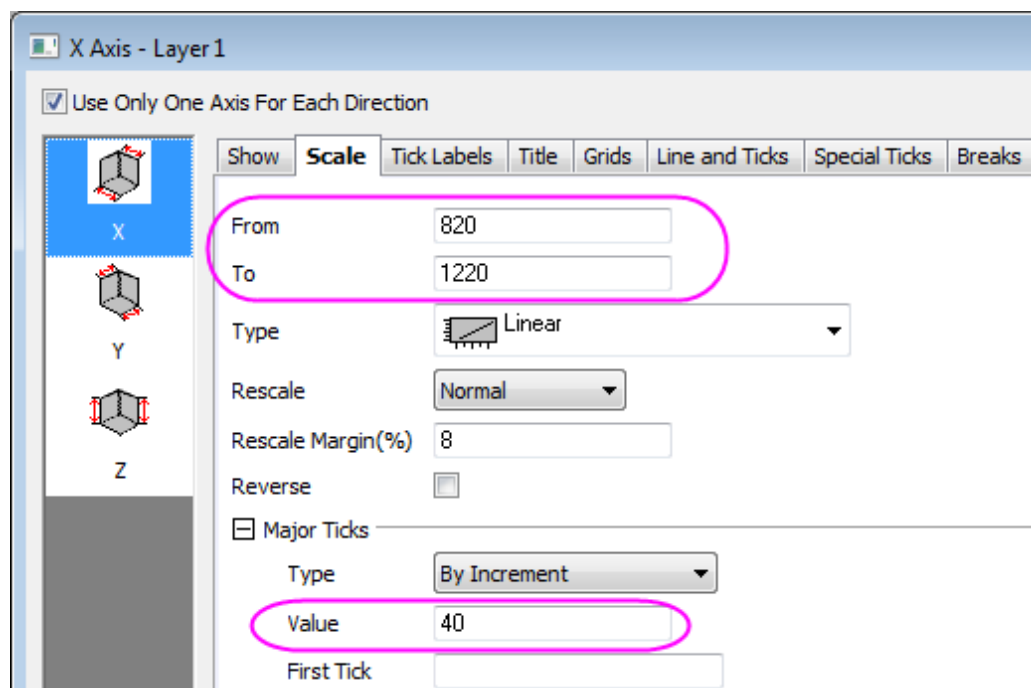 X Axis - Layer 1
Use Only One Axis For Each Direction
Show Scale Tick Labels Title Grids Line and Ticks Special Ticks Breaks
X
Y
Z
From 820
To 1220
Type Linear
Rescale Normal
Rescale Margin(%) 8
Reverse
Major Ticks
Type By Increment
Value 40
First Tick